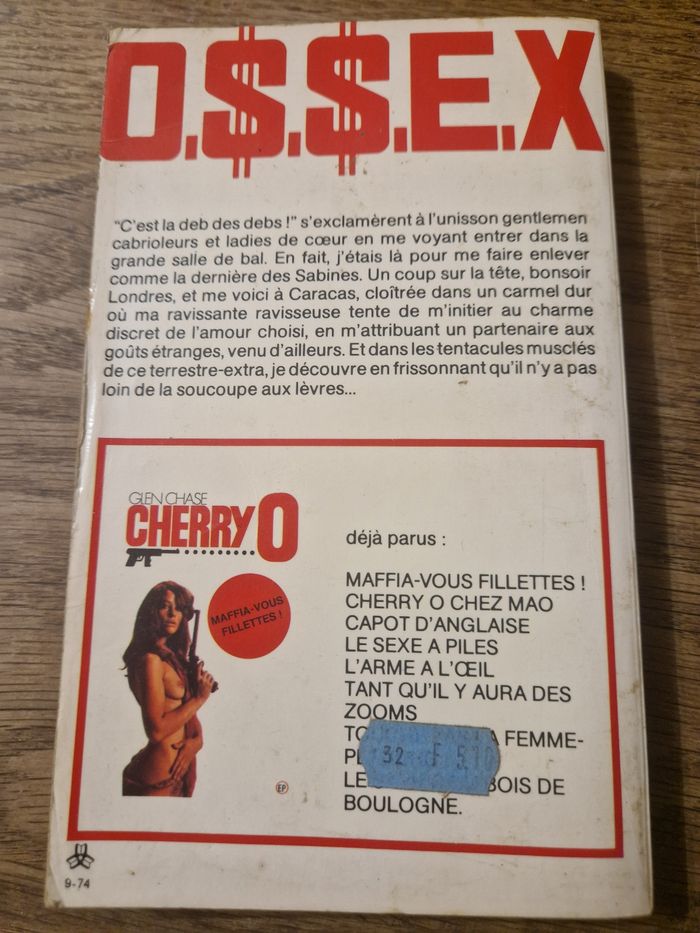 O.$.$.E.X
"C'est la deb des debs !" s'exclamèrent à l'unisson gentlemen
cabrioleurs et ladies de cœur en me voyant entrer dans la
grande salle de bal. En fait, j'étais là pour me faire enlever
comme la dernière des Sabines. Un coup sur la tête, bonsoir
Londres, et me voici à Caracas, cloîtrée dans un carmel dur
où ma ravissante ravisseuse tente de m'initier au charme
discret de l'amour choisi, en m'attribuant un partenaire aux
goûts étranges, venu d'ailleurs. Et dans les tentacules musclés
de ce terrestre-extra, je découvre en frissonnant qu'il n'y a pas
loin de la soucoupe aux lèvres...
GLEN CHASE
CHERRY O
MAFFIA-VOUS
FILLETTES !
EP
déjà parus :
MAFFIA-VOUS FILLETTES !
CHERRY O CHEZ MAO
CAPOT D'ANGLAISE
LE SEXE A PILES
L'ARME A L'ŒIL
TANT QU'IL Y AURA DES
ZOOMS
FEMME-
32 F 5,10
BOIS DE
BOULOGNE.
9-74